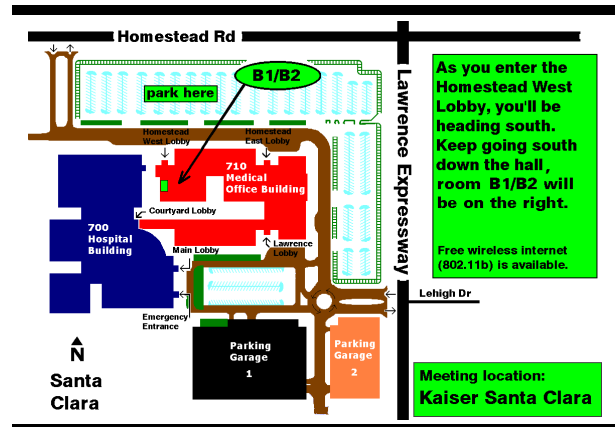 Homestead Rd
B1/B2
park here
Homestead
West Lobby
Homestead
East Lobby
710
Medical
Office Building
700
Hospital
Building
Courtyard Lobby
Main Lobby
Lawrence
Lobby
Emergency
Entrance
Parking
Garage
1
Parking
Garage
2
N
Santa
Clara
Lawrence Expressway
Lehigh Dr
As you enter the
Homestead West
Lobby, you'll be
heading south.
Keep going south
down the hall,
room B1/B2 will
be on the right.
Free wireless internet
(802.11b) is available.
Meeting location:
Kaiser Santa Clara